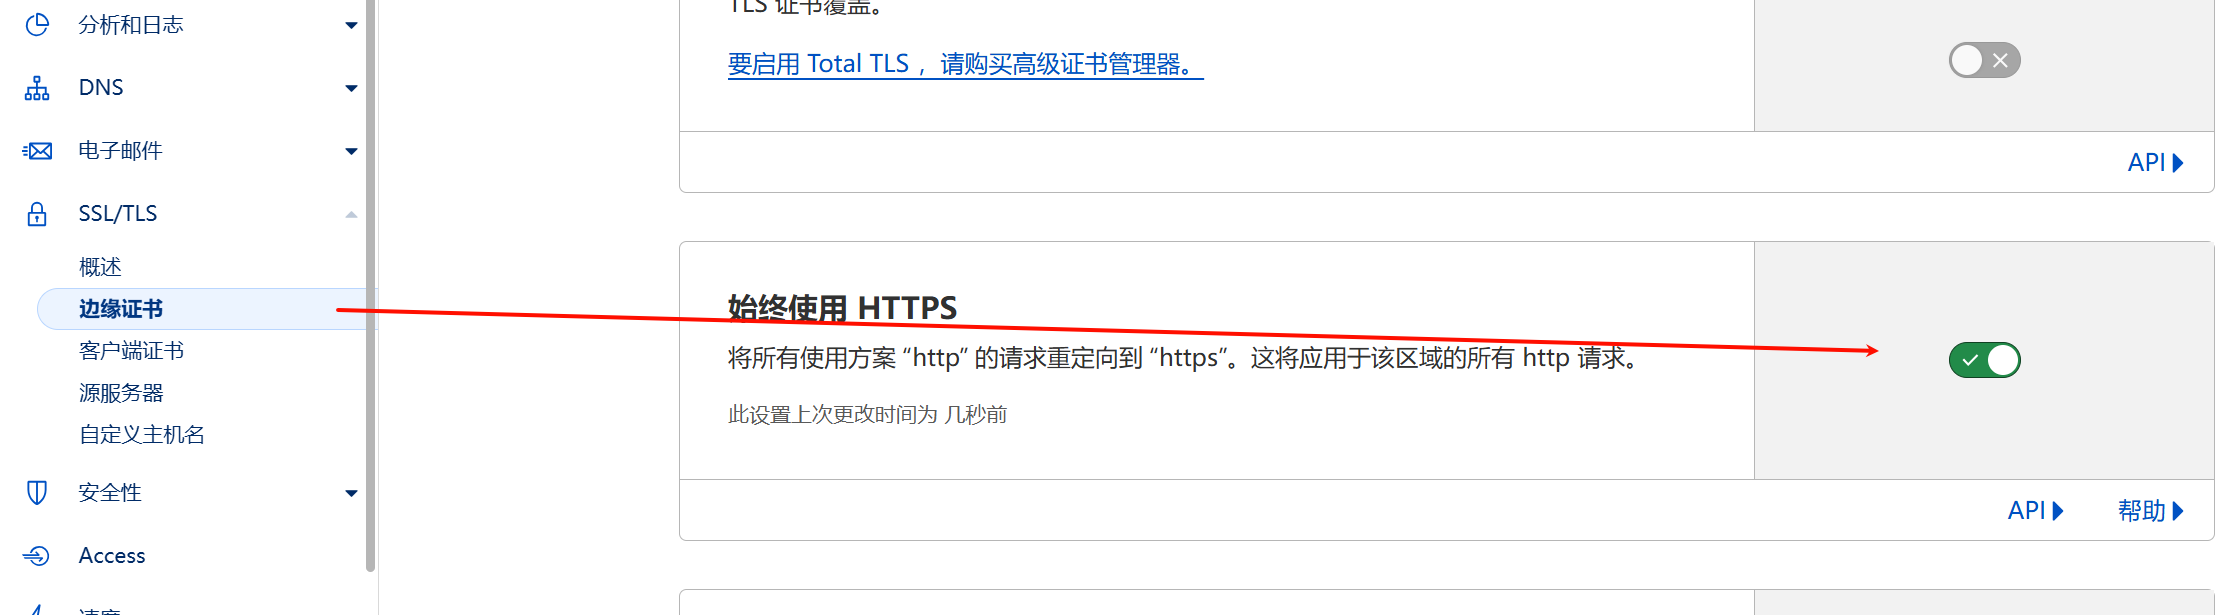 分析和日志
DNS
电子邮件
SSL/TLS
概述
边缘证书
客户端证书
源服务器
自定义主机名
安全性
Access
速度
TLS 证书覆盖。
要启用 Total TLS ，请购买高级证书管理器。
API
始终使用 HTTPS
将所有使用方案 “http” 的请求重定向到 “https”。这将应用于该区域的所有 http 请求。
此设置上次更改时间为 几秒前
API
帮助